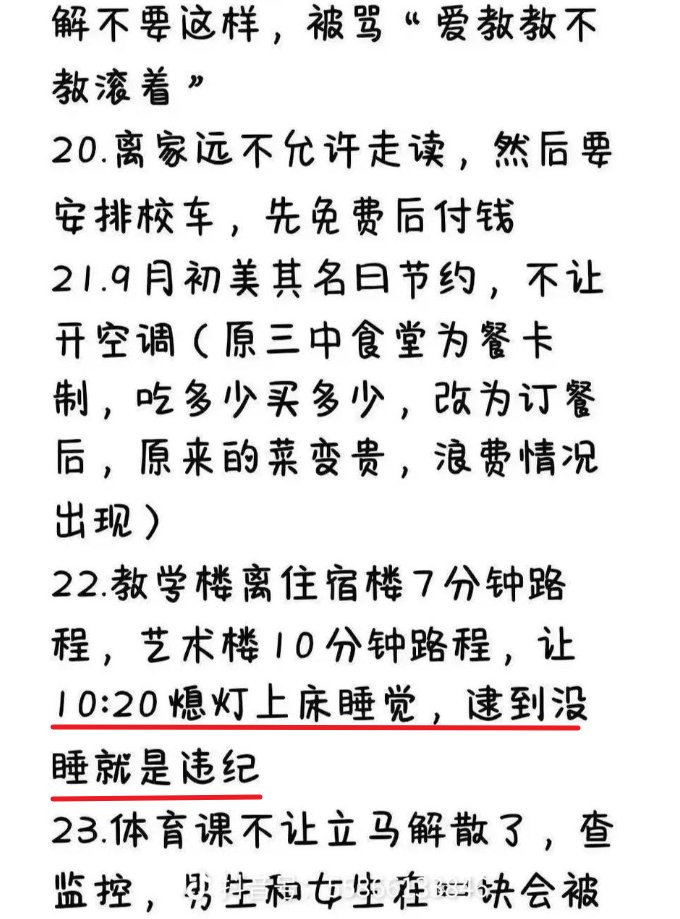 解不要这样，被骂“爱教教不
教滚着”
20.离家远不允许走读，然后要
安排校车，先免费后付钱
21.9月初美其名曰节约，不让
开空调（原三中食堂为餐卡
制，吃多少买多少，改为订餐
后，原来的菜变贵，浪费情况
出现）
22.教学楼离住宿楼7分钟路
程，艺术楼10分钟路程，让
10:20熄灯上床睡觉，逮到没
睡就是违纪
23.体育课不让立马解散了，查
监控，男生和女生在一块会被
抖音号：